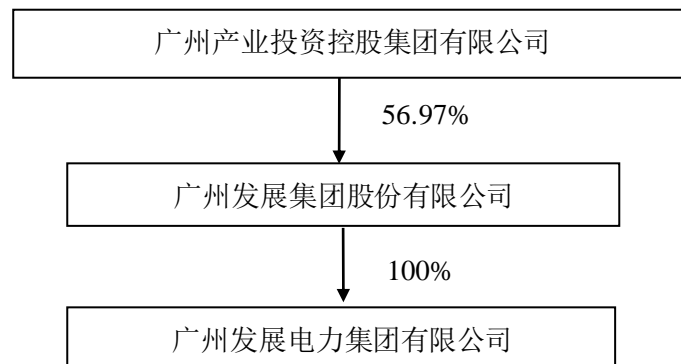 广州产业投资控股集团有限公司
56.97%
广州发展集团股份有限公司
100%
广州发展电力集团有限公司